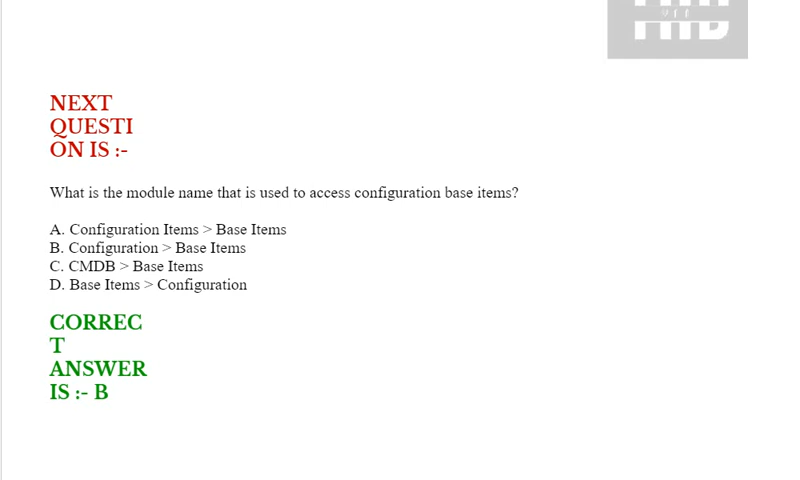 NEXT
QUESTI
ON IS :-
What is the module name that is used to access configuration base items?
A. Configuration Items > Base Items
B. Configuration > Base Items
C. CMDB > Base Items
D. Base Items > Configuration
CORREC
T
ANSWER
IS :- B